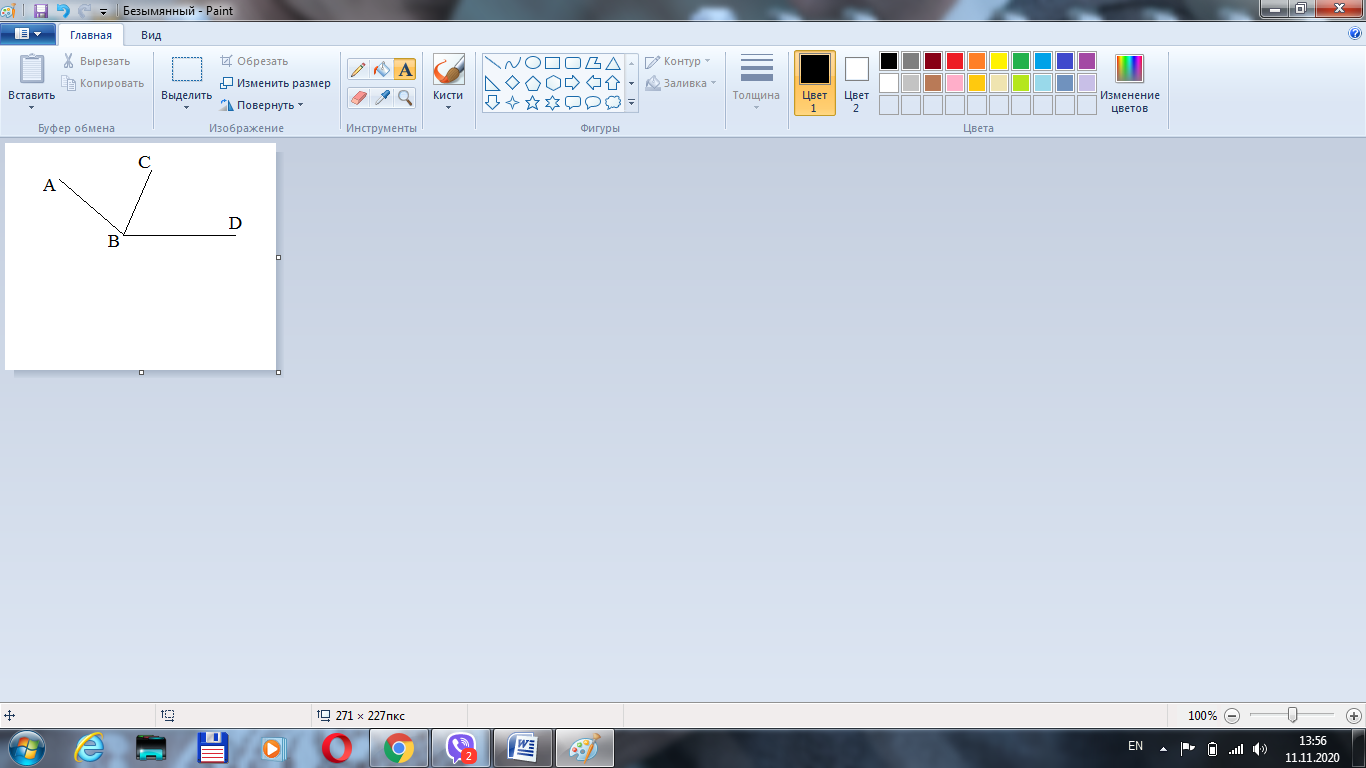 Безымянный - Paint
Главная Вид
Вставить
Вырезать
Копировать
Буфер обмена
Выделить
Обрезать
Изменить размер
Повернуть
Изображение
A
Инструменты
Кисти
Контур
Заливка
Фигуры
Толщина
Цвет
1
Цвет
2
Изменение
цветов
Цвета
C
A
D
B
271 × 227пкс
100%
2
W
EN
13:56
11.11.2020